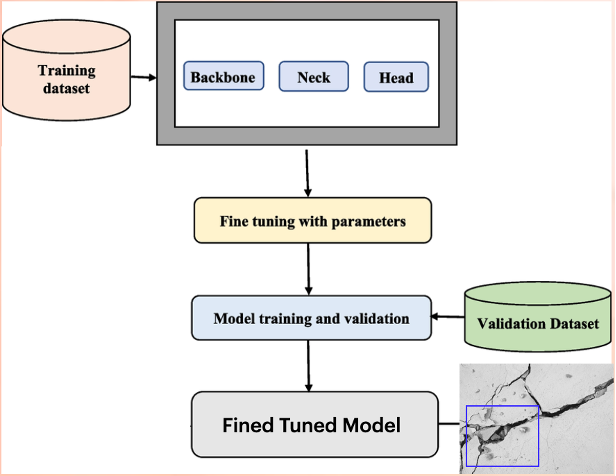 Training
dataset
Backbone
Neck
Head
Fine tuning with parameters
Model training and validation
Validation Dataset
Fined Tuned Model